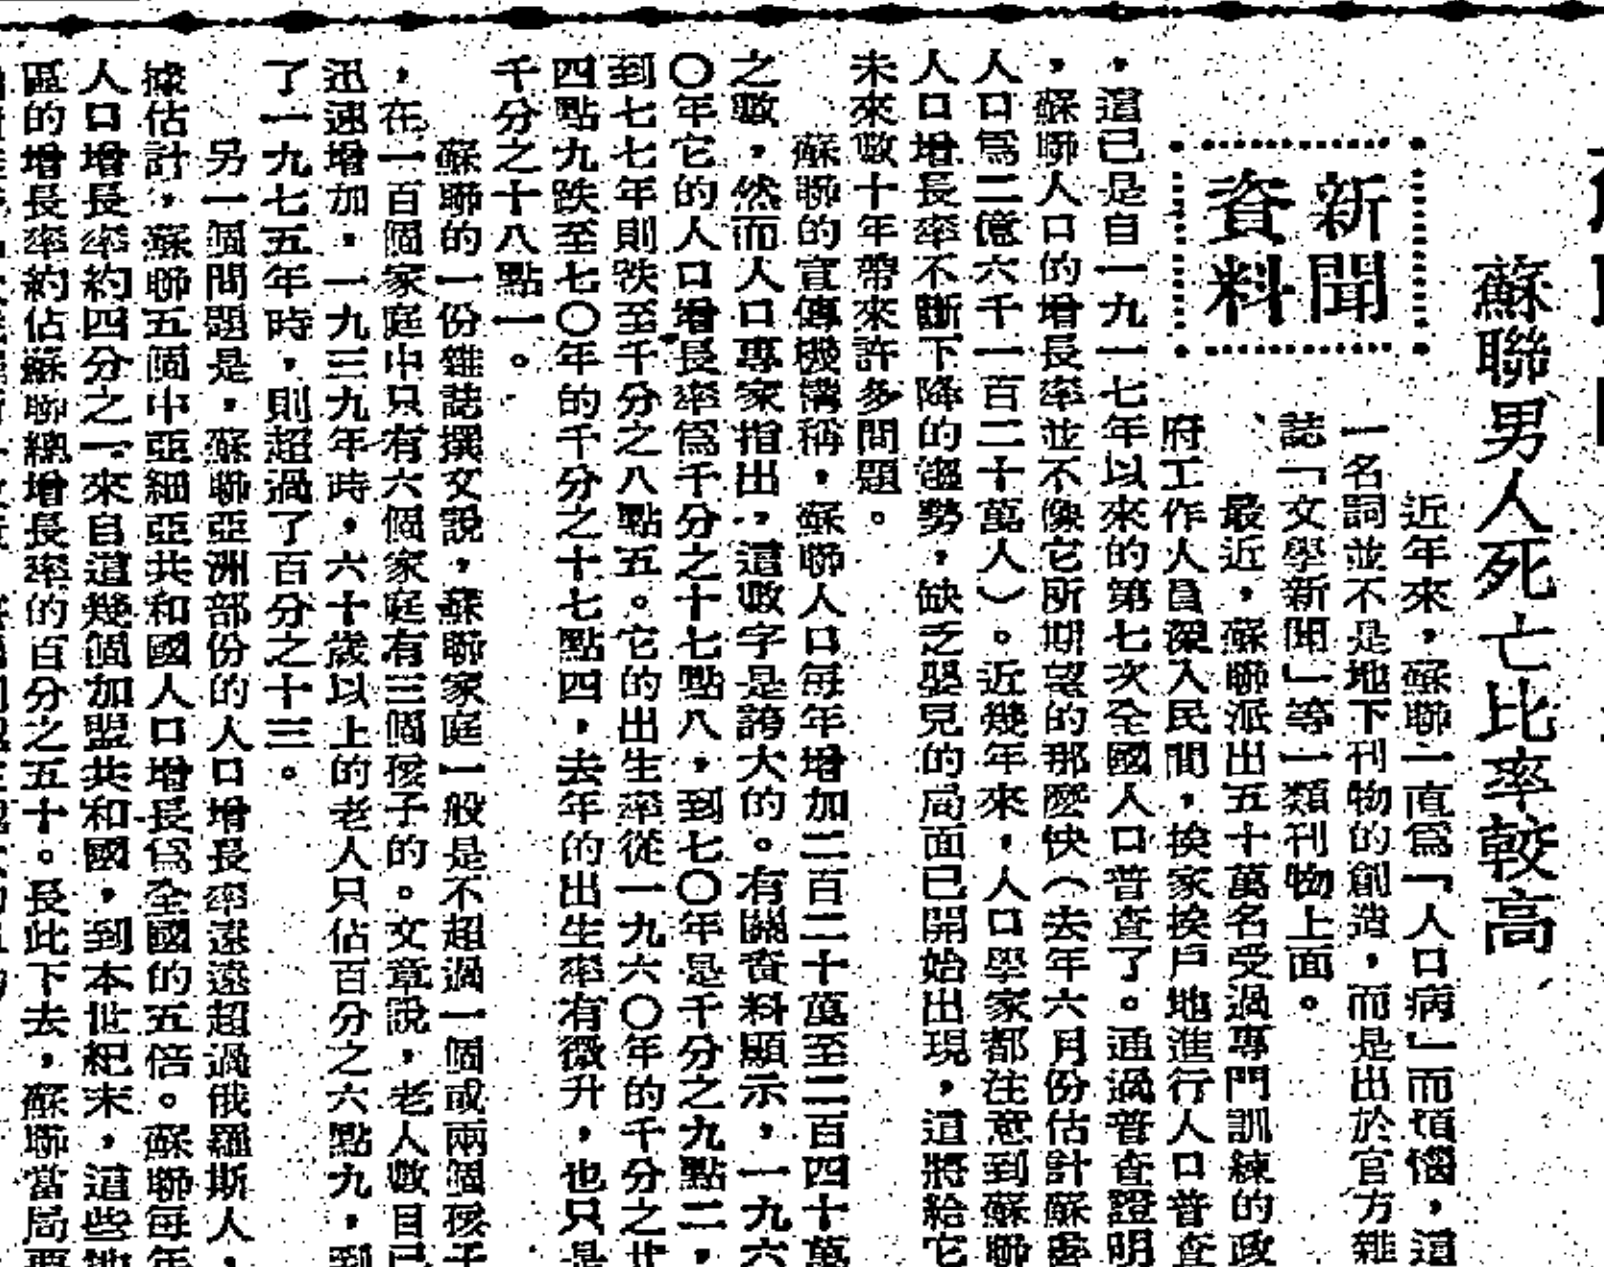 蘇聯男人死亡比率較高
新聞
資料
近年來，蘇聯一直爲「人口病」而煩惱，這
一名詞並不是地下刊物的創造，而是出於官方雜
誌「文學新聞」等一類刊物上面。
最近，蘇聯派出五十萬名受過專門訓練的政
府工作人員深入民間，挨家挨戶地進行人口普查
，這已是自一九一七年以來的第七次全國人口普查了。通過普查證明
，蘇聯人口的增長率並不像它所期望的那麽快（去年六月份估計蘇聯
人口爲二億六千一百二十萬人）。近幾年來，人口學家都注意到蘇聯
人口增長率不斷下降的趨勢，缺乏嬰兒的局面已開始出現，這將給它
未來數十年帶來許多問題。
蘇聯的宣傳機構稱，蘇聯人口每年增加二百二十萬至二百四十萬
之數，然而人口專家指出，這數字是誇大的。有關資料顯示，一九六
〇年它的人口增長率爲千分之十七點八，到七〇年是千分之九點二，
到七七年則跌至千分之八點五。它的出生率從一九六〇年的千分之廿
四點九跌至七〇年的千分之十七點四，去年的出生率有微升，也只是
千分之十八點一。
蘇聯的一份雜誌撰文說，蘇聯家庭一般是不超過一個或兩個孩子
，在一百個家庭中只有六個家庭有三個孩子的。文章說，老人數目已
迅速增加。一九三九年時，六十歲以上的老人只佔百分之六點九，到
了一九七五年時，則超過了百分之十三。
另一個問題是，蘇聯亞洲部份的人口增長率遠遠超過俄羅斯人，
據估計，蘇聯五個中亞細亞共和國人口增長爲全國的五倍。蘇聯每年
人口增長率約四分之一來自這幾個加盟共和國，到本世紀末，這些地
區的增長率約佔蘇聯總增長率的百分之五十。長此下去，蘇聯當局要